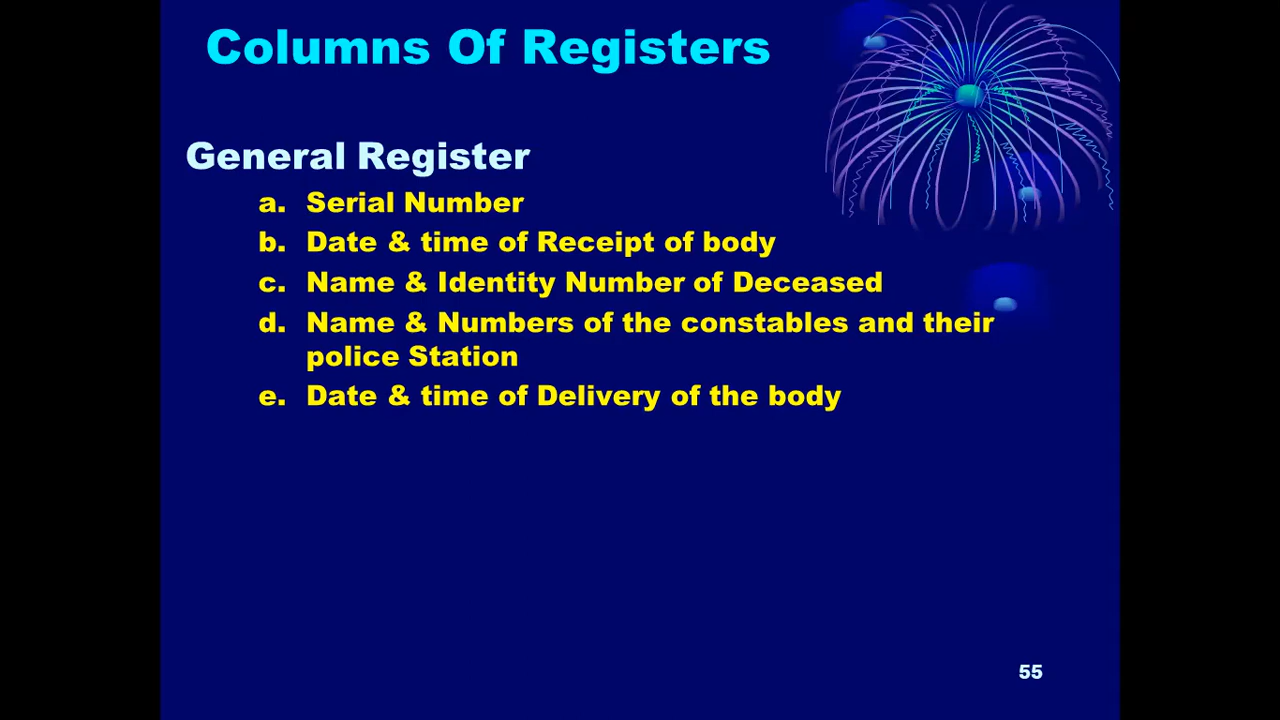 Columns Of Registers
General Register
a. Serial Number
b. Date & time of Receipt of body
c. Name & Identity Number of Deceased
d. Name & Numbers of the constables and their
police Station
e. Date & time of Delivery of the body
55